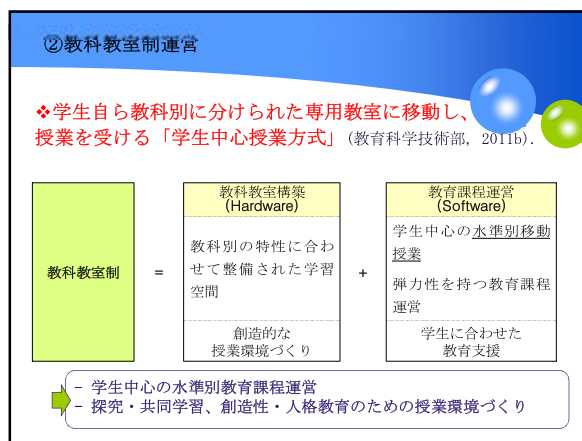 ②教科教室制運営
❖学生自ら教科別に分けられた専用教室に移動し、
授業を受ける「学生中心授業方式」(教育科学技術部, 2011b).
教科教室制
=
教科教室構築
(Hardware)
教科別の特性に合わ
せて整備された学習
空間
創造的な
授業環境づくり
+
教育課程運営
(Software)
学生中心の水準別移動
授業
弾力性を持つ教育課程
運営
学生に合わせた
教育支援
- 学生中心の水準別教育課程運営
- 探究・共同学習、創造性・人格教育のための授業環境づくり